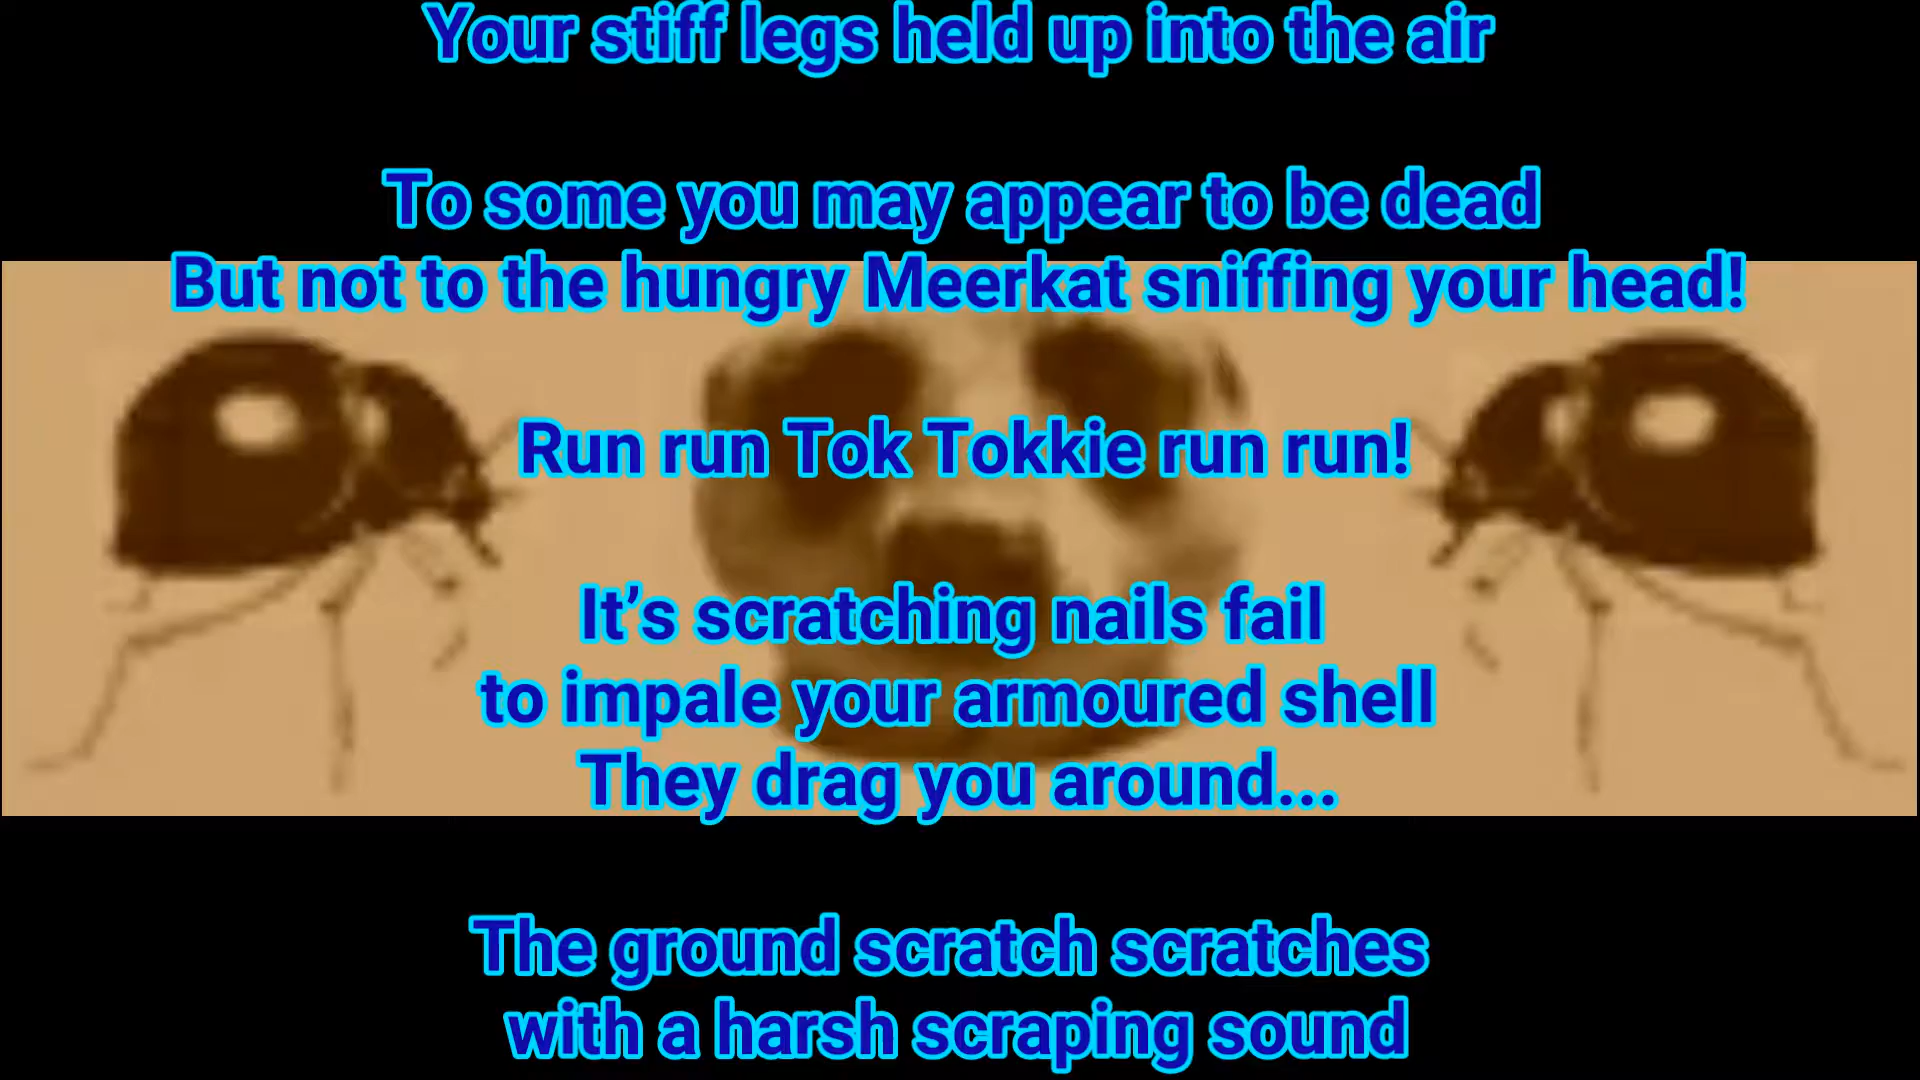 Your stiff legs held up into the air
To some you may appear to be dead
But not to the hungry Meerkat sniffing your head!
Run run Tok Tokkie run run!
It’s scratching nails fail
to impale your armoured shell
They drag you around...
The ground scratch scratches
with a harsh scraping sound